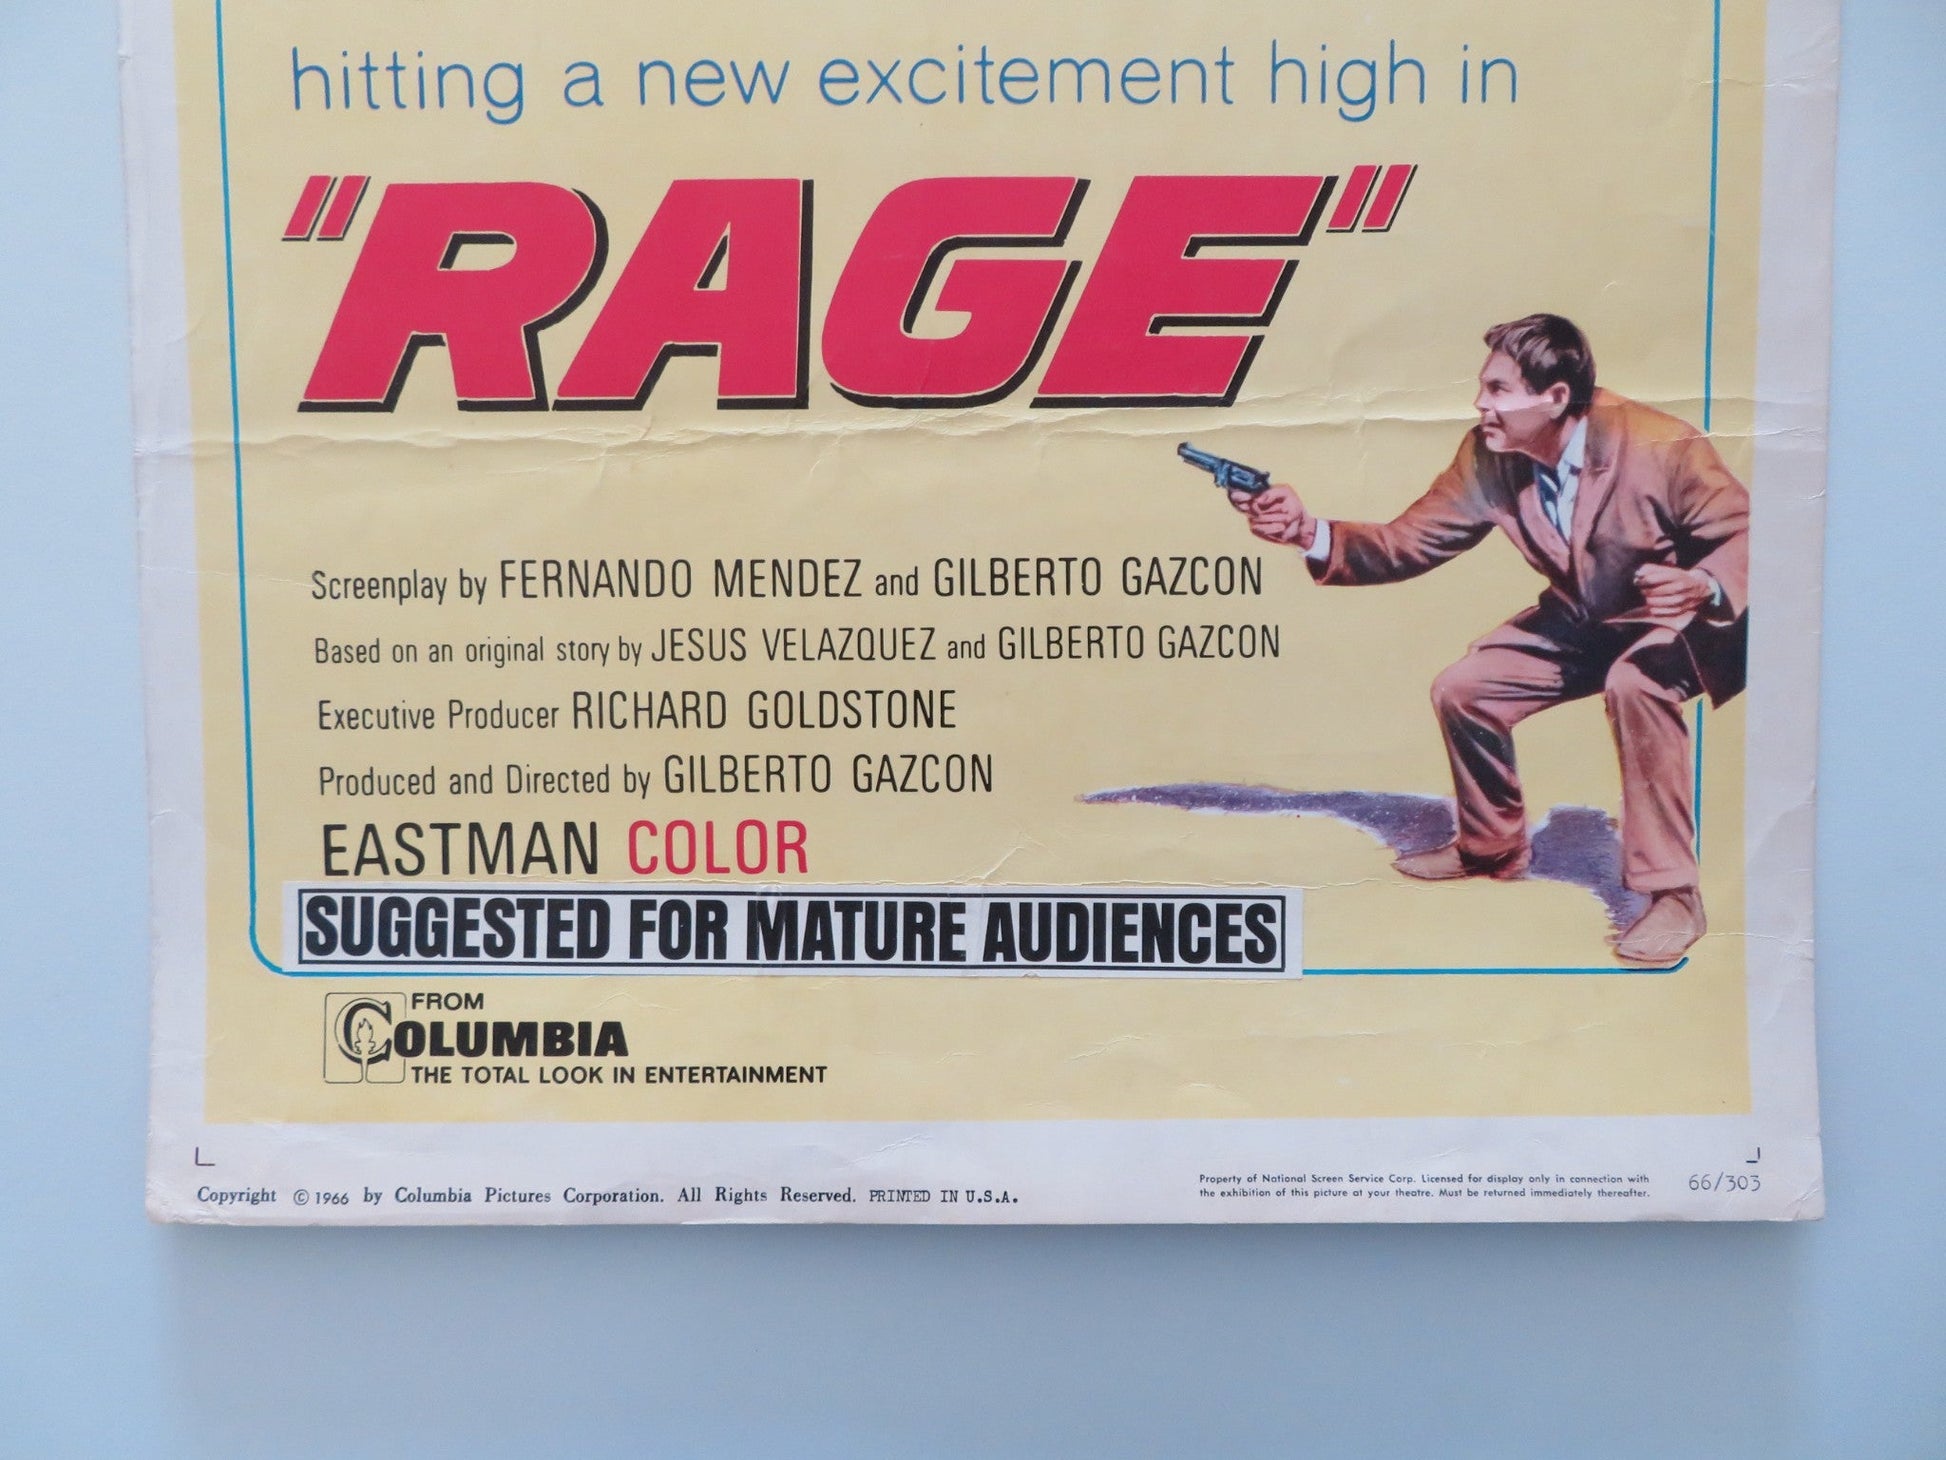 hitting a new excitement high in
"RAGE"
Screenplay by FERNANDO MENDEZ and GILBERTO GAZCON
Based on an original story by JESUS VELAZQUEZ and GILBERTO GAZCON
Executive Producer RICHARD GOLDSTONE
Produced and Directed by GILBERTO GAZCON
EASTMAN COLOR
SUGGESTED FOR MATURE AUDIENCES
FROM
COLUMBIA
THE TOTAL LOOK IN ENTERTAINMENT
Copyright © 1966 by Columbia Pictures Corporation. All Rights Reserved. PRINTED IN U.S.A.
Property of National Screen Service Corp. Licensed for display only in connection with
the exhibition of this picture at your theatre. Must be returned immediately thereafter.
66/303